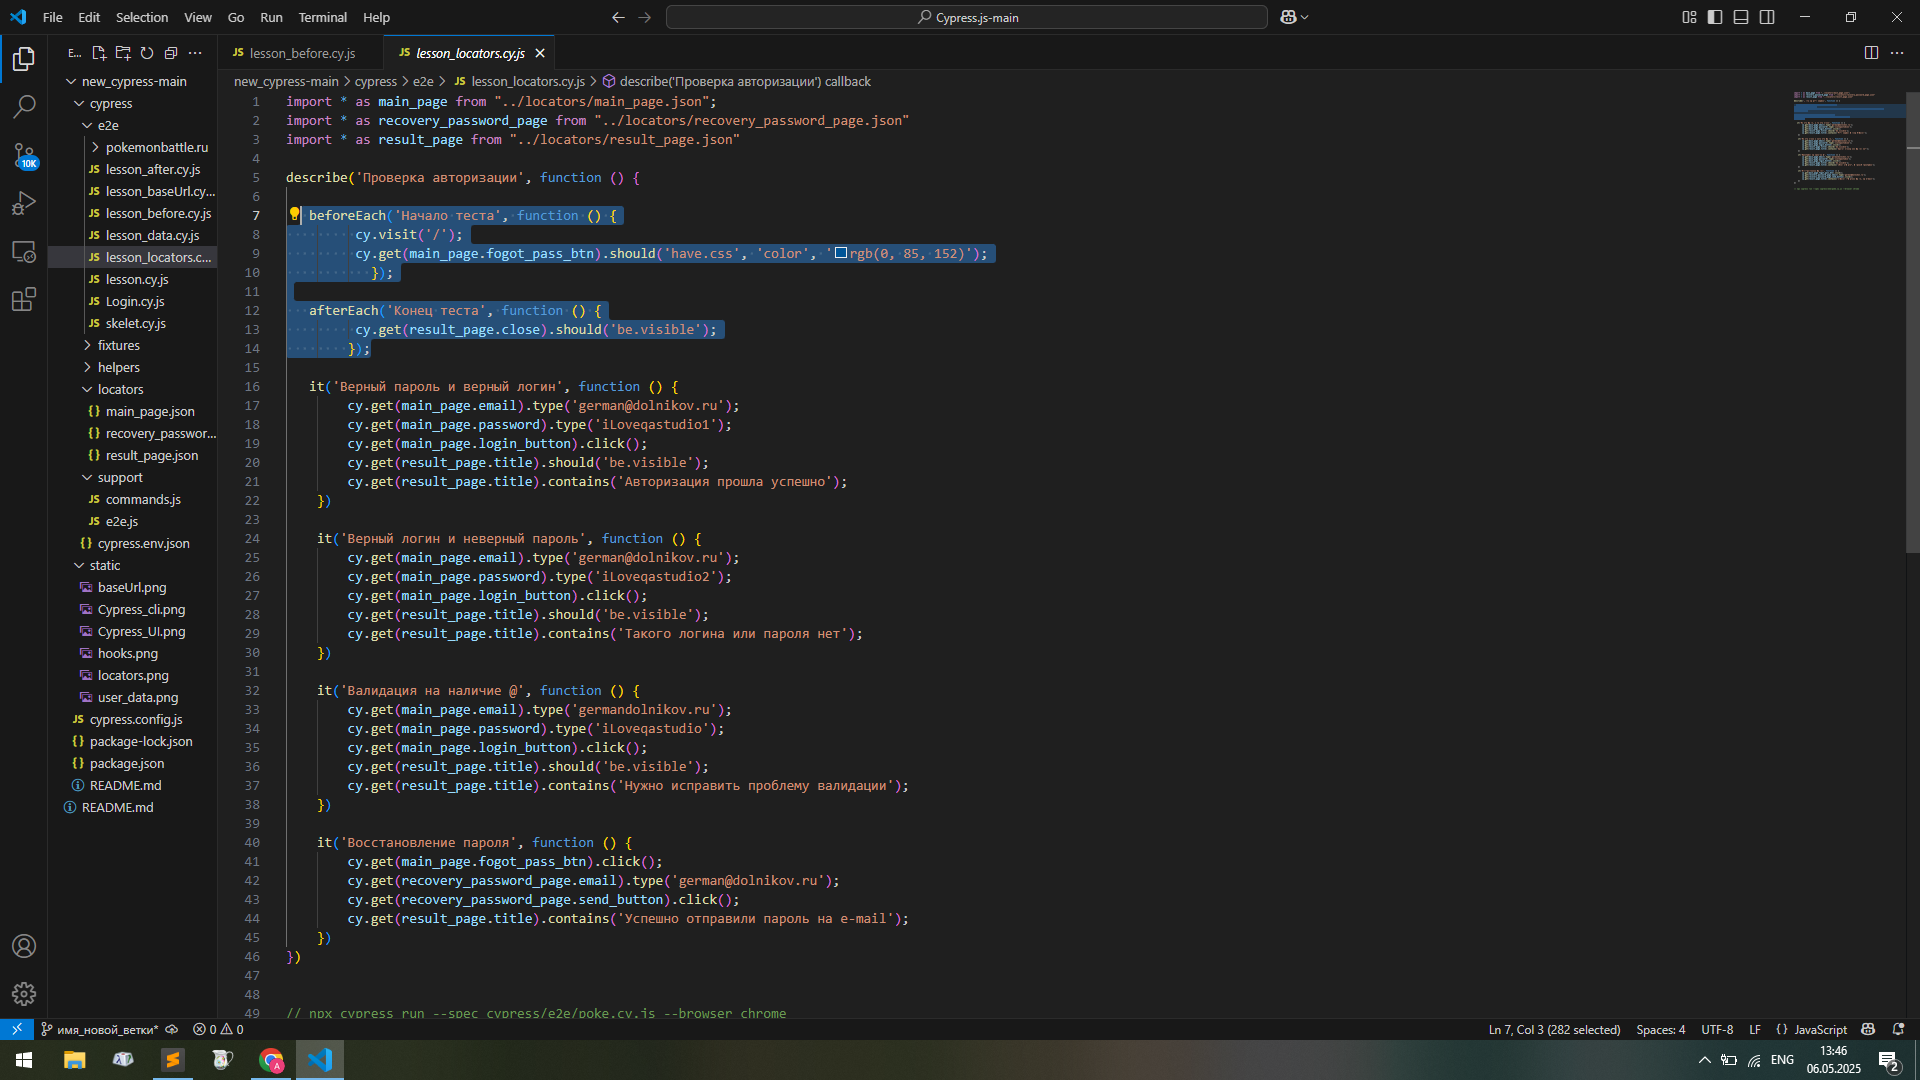 File Edit Selection View Go Run Terminal Help
Cypress.js-main
E...
lesson_before.cy.js
lesson_locators.cy.js
new_cypress-main > cypress > e2e > JS lesson_locators.cy.js > describe('Проверка авторизации') callback
new_cypress-main
cypress
e2e
pokemonbattle.ru
JS lesson_after.cy.js
JS lesson_baseUrl.cy...
JS lesson_before.cy.js
JS lesson_data.cy.js
JS lesson_locators.c...
JS lesson.cy.js
JS Login.cy.js
JS skelet.cy.js
fixtures
helpers
locators
{} main_page.json
{} recovery_passwor...
{} result_page.json
support
JS commands.js
JS e2e.js
{} cypress.env.json
static
baseUrl.png
Cypress_cli.png
Cypress_UI.png
hooks.png
locators.png
user_data.png
JS cypress.config.js
{} package-lock.json
{} package.json
README.md
README.md
10K
1 import * as main_page from "../locators/main_page.json";
2 import * as recovery_password_page from "../locators/recovery_password_page.json"
3 import * as result_page from "../locators/result_page.json"
4
5 describe('Проверка авторизации', function () {
6
7 beforeEach('Начало теста', function () {
8 cy.visit('/');
9 cy.get(main_page.fogot_pass_btn).should('have.css', 'color', 'rgb(0, 85, 152)');
10 });
11
12 afterEach('Конец теста', function () {
13 cy.get(result_page.close).should('be.visible');
14 });
15
16 it('Верный пароль и верный логин', function () {
17 cy.get(main_page.email).type('german@dolnikov.ru');
18 cy.get(main_page.password).type('iLoveqastudio1');
19 cy.get(main_page.login_button).click();
20 cy.get(result_page.title).should('be.visible');
21 cy.get(result_page.title).contains('Авторизация прошла успешно');
22 })
23
24 it('Верный логин и неверный пароль', function () {
25 cy.get(main_page.email).type('german@dolnikov.ru');
26 cy.get(main_page.password).type('iLoveqastudio2');
27 cy.get(main_page.login_button).click();
28 cy.get(result_page.title).should('be.visible');
29 cy.get(result_page.title).contains('Такого логина или пароля нет');
30 })
31
32 it('Валидация на наличие @', function () {
33 cy.get(main_page.email).type('germandolnikov.ru');
34 cy.get(main_page.password).type('iLoveqastudio');
35 cy.get(main_page.login_button).click();
36 cy.get(result_page.title).should('be.visible');
37 cy.get(result_page.title).contains('Нужно исправить проблему валидации');
38 })
39
40 it('Восстановление пароля', function () {
41 cy.get(main_page.fogot_pass_btn).click();
42 cy.get(recovery_password_page.email).type('german@dolnikov.ru');
43 cy.get(recovery_password_page.send_button).click();
44 cy.get(result_page.title).contains('Успешно отправили пароль на e-mail');
45 })
46 })
47
48
49 // npx cypress run --spec cypress/e2e/poke.cy.js --browser chrome
имя_новой_ветки* 0 0
Ln 7, Col 3 (282 selected) Spaces: 4 UTF-8 LF {} JavaScript
ENG
13:46
06.05.2025
2